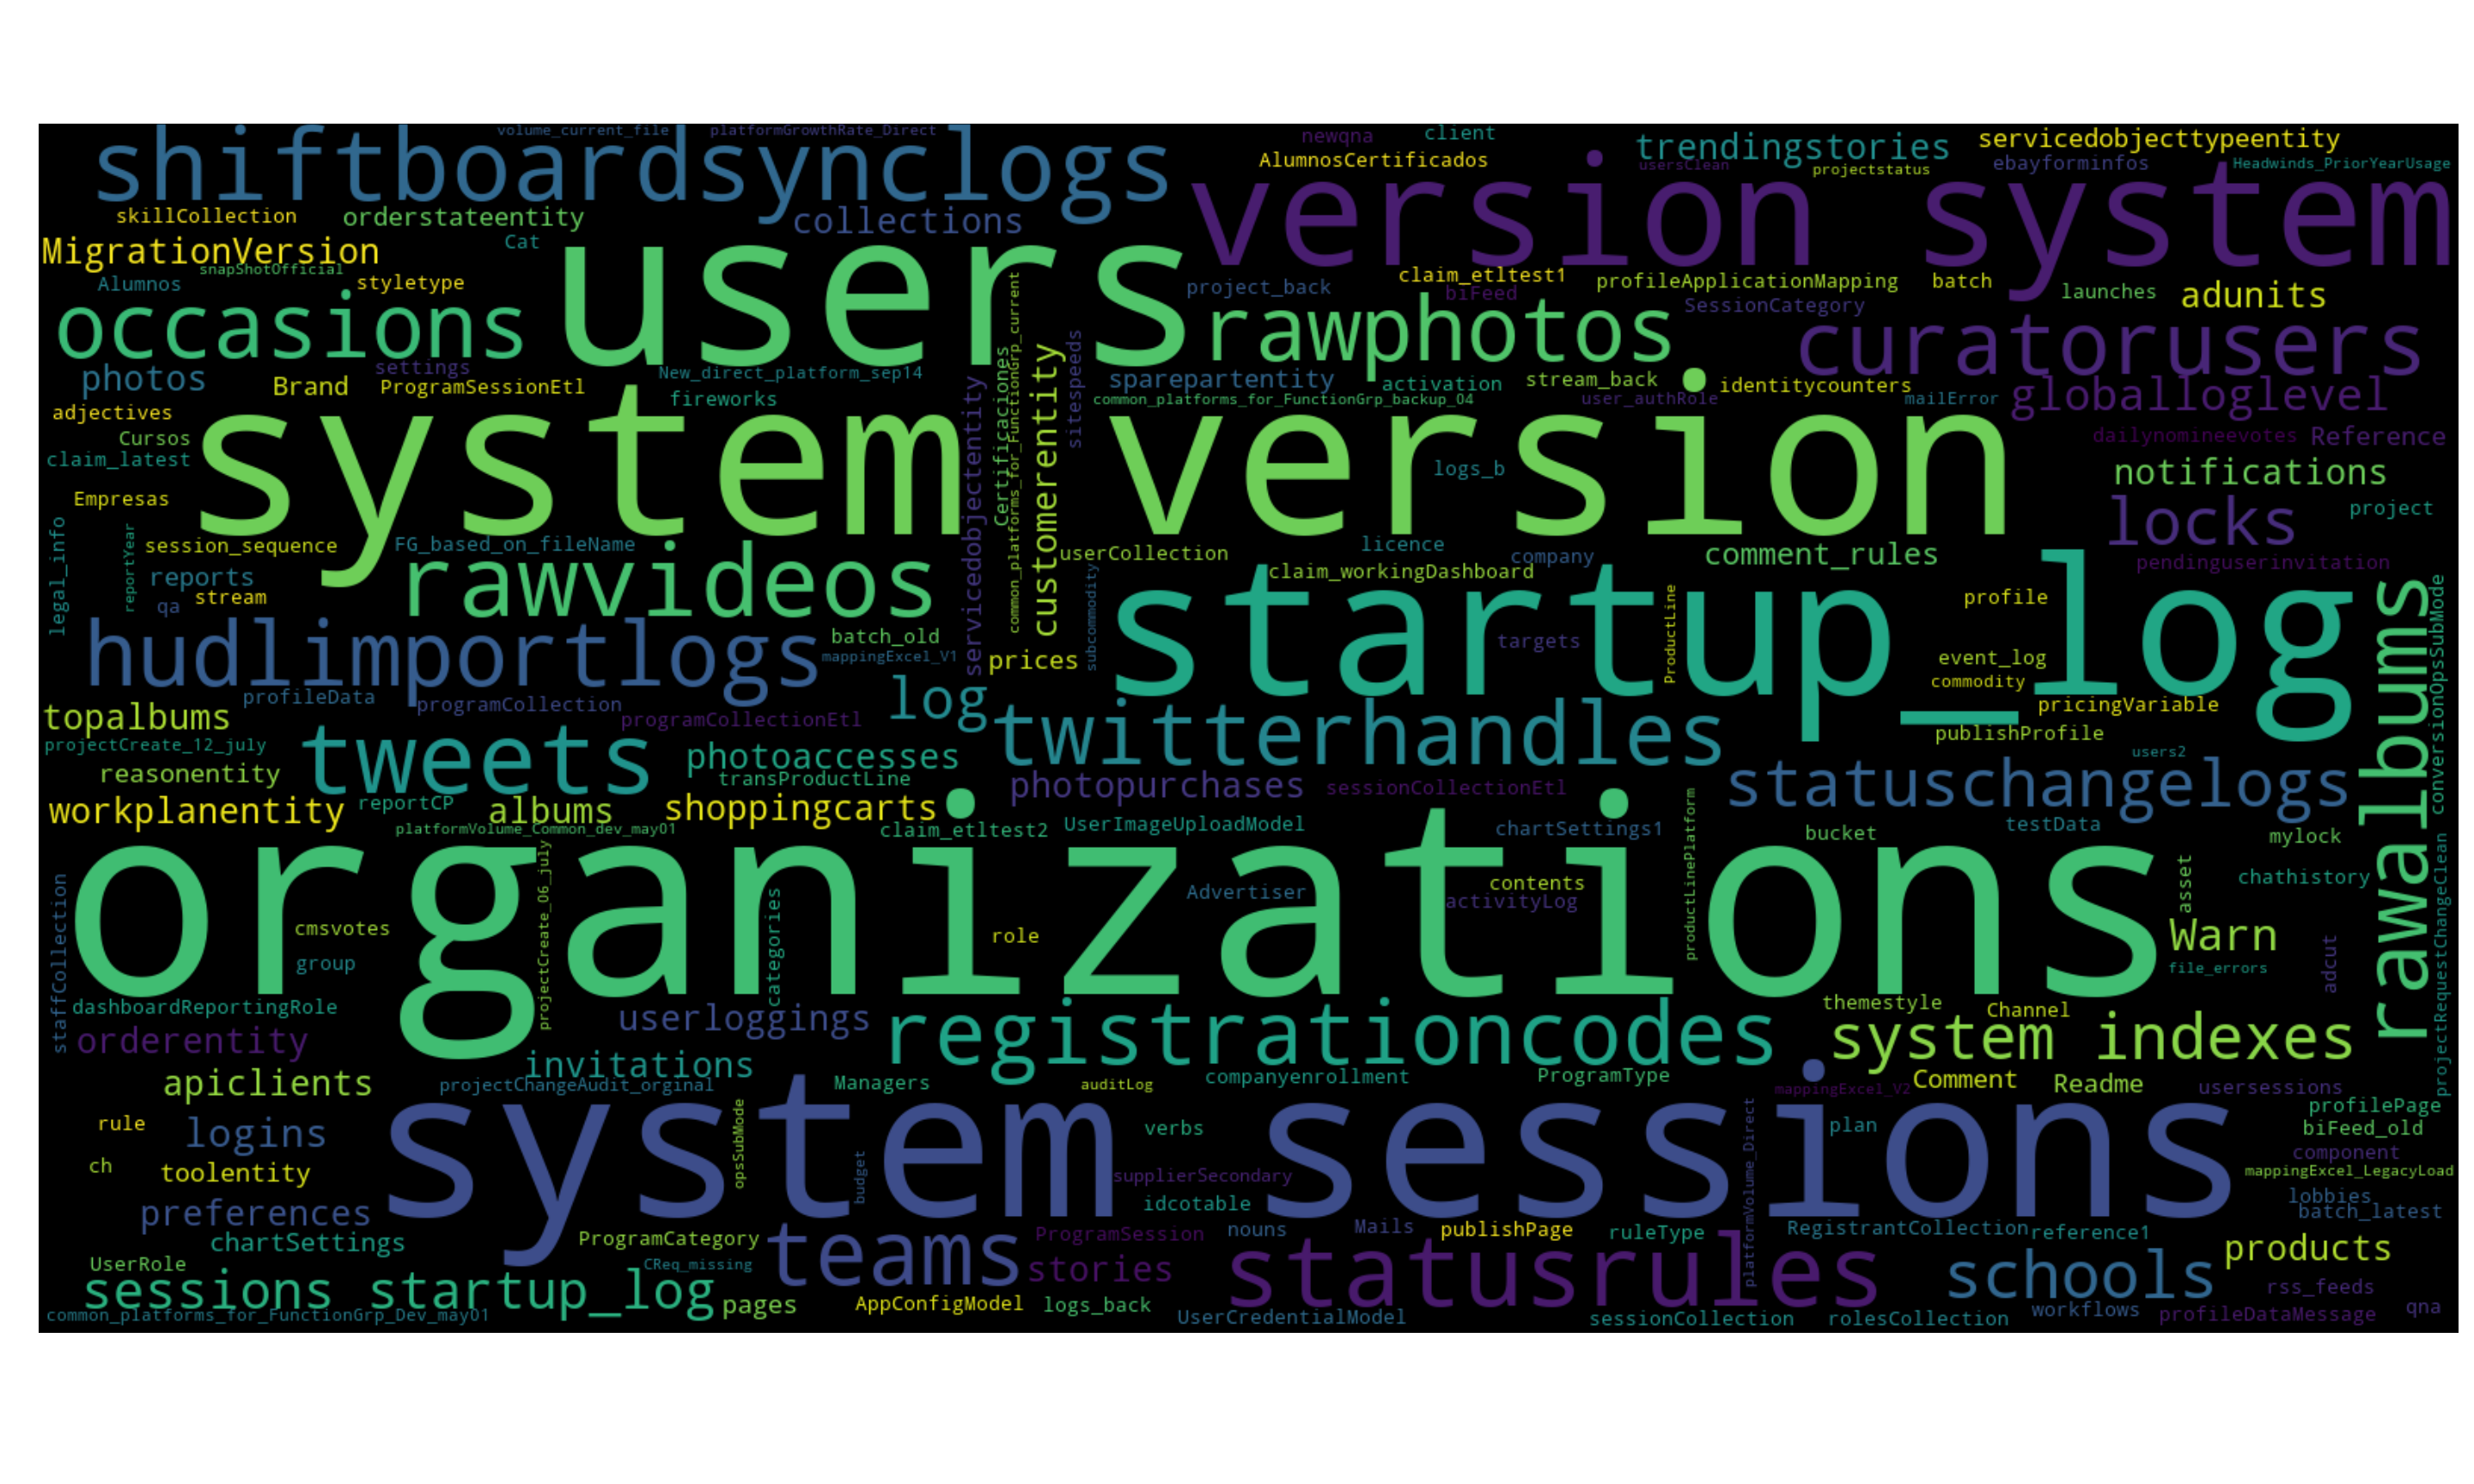 volume_current_file
platformGrowthRate_Direct
newqna
client
shiftboardsynclogs
trendingstories
servicedobjecttypeentity
AlumnosCertificados
usersClean
projectstatus
ebayforminfos
Headwinds_PriorYearUsage
version system
skillCollection
orderstateentity
collections
MigrationVersion
Cat
snapShotOfficial
users
Alumnos
styletype
project_back
claim_etltest1
biFeed
profileApplicationMapping
batch
launches
adunits
SessionCategory
occasions
rawphotos
curatorusers
settings
photos
Brand
ProgramSessionEtl
New_direct_platform_sep14
fireworks
sparepartentity
activation
stream_back
identitycounters
common_platforms_for_FunctionGrp_backup_04
user_authRole
mailError
globalloglevel
adjectives
Cursos
claim_latest
system version
servicedobjectentity
Certificaciones
common_platforms_for_FunctionGrp_current
customerentity
sitespeeds
dailynomineevotes
Reference
logs_b
notifications
Empresas
locks
project
legal_info
reportYear
session_sequence
FG_based_on_fileName
userCollection
licence
company
comment_rules
pendinguserinvitation
reports
qa
stream
rawvideos
claim_workingDashboard
subcommodity
startup_log
ProductLine
profile
rawalbums
conversionOpsSubMode
hudlimportlogs
batch_old
mappingExcel_V1
prices
targets
event_log
commodity
profileData
programCollection
programCollectionEtl
log
pricingVariable
topalbums
twitterhandles
publishProfile
projectCreate_12_july
tweets
photoaccesses
users2
reasonentity
transProductLine
photopurchases
sessionCollectionEtl
statuschangelogs
workplanentity
reportCP
albums
shoppingcarts
platformVolume_Common_dev_may01
claim_etltest2
UserImageUploadModel
chartSettings1
productLinePlatform
bucket
testData
mylock
organizations
projectCreate_06_july
staffCollection
cmsvotes
group
categories
Advertiser
contents
activityLog
role
asset
chathistory
Warn
file_errors
adcut
projectRequestChangeClean
dashboardReportingRole
orderentity
userloggings
registrationcodes
themestyle
Channel
system indexes
invitations
apiclients
projectChangeAudit_orginal
Managers
auditLog
companyenrollment
ProgramType
mappingExcel_V2
Comment
Readme
usersessions
profilePage
rule
logins
system sessions
opsSubMode
budget
verbs
platformVolume_Direct
plan
biFeed_old
ch
toolentity
supplierSecondary
component
mappingExcel_LegacyLoad
preferences
idcotable
lobbies
batch_latest
chartSettings
ProgramCategory
teams
ProgramSession
nouns
Mails
publishPage
ruleType
RegistrantCollection
reference1
UserRole
CReq_missing
stories
statusrules
schools
products
sessions startup_log
pages
AppConfigModel
logs_back
rss_feeds
common_platforms_for_FunctionGrp_Dev_may01
UserCredentialModel
sessionCollection
rolesCollection
workflows
profileDataMessage
qna